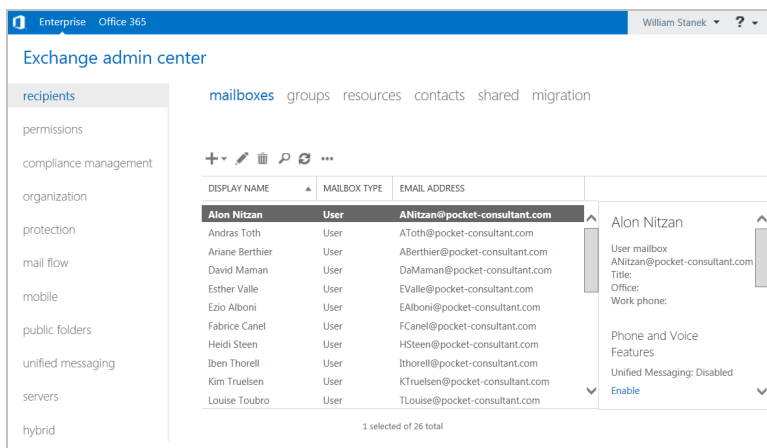 Enterprise Office 365 William Stanek ?
Exchange admin center
recipients
permissions
compliance management
organization
protection
mail flow
mobile
public folders
unified messaging
servers
hybrid
mailboxes groups resources contacts shared migration
DISPLAY NAME MAILBOX TYPE EMAIL ADDRESS
Alon Nitzan User ANitzan@pocket-consultant.com
Andras Toth User AToth@pocket-consultant.com
Ariane Berthier User ABerthier@pocket-consultant.com
David Maman User DaMaman@pocket-consultant.com
Esther Valle User EValle@pocket-consultant.com
Ezio Alboni User EAlboni@pocket-consultant.com
Fabrice Canel User FCanel@pocket-consultant.com
Heidi Steen User HSteen@pocket-consultant.com
Iben Thorell User Ithorell@pocket-consultant.com
Kim Truelsen User KTruelsen@pocket-consultant.com
Louise Toubro User TLouise@pocket-consultant.com
1 selected of 26 total
Alon Nitzan
User mailbox
ANitzan@pocket-consultant.com
Title:
Office:
Work phone:
Phone and Voice
Features
Unified Messaging: Disabled
Enable